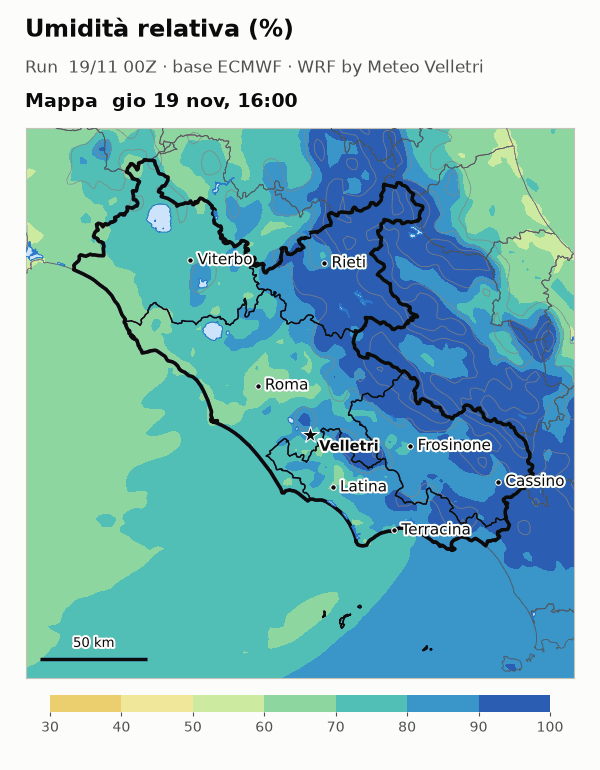 Umidità relativa (%)
Run  19/11 00Z · base ECMWF · WRF by Meteo Velletri
Mappa  gio 19 nov, 16:00
Viterbo
Rieti
Roma
Velletri
Frosinone
Latina
Cassino
Terracina
50 km
30 40 50 60 70 80 90 100